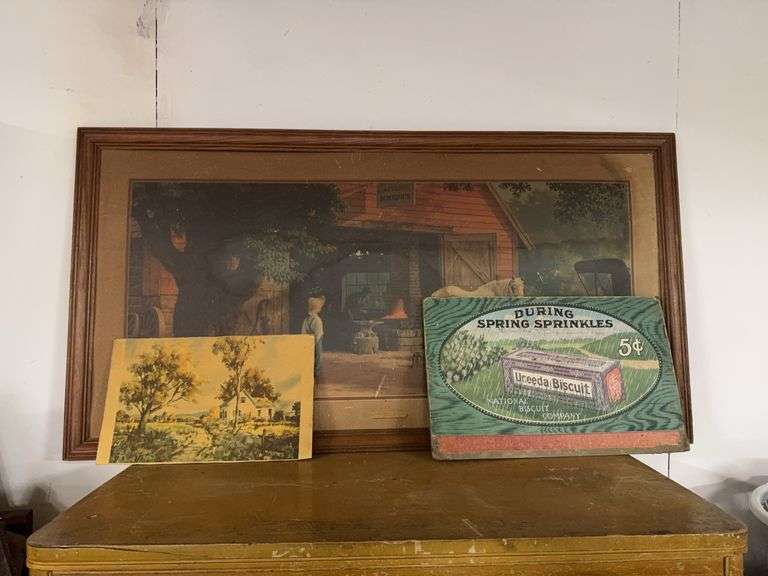 DURING
SPRING SPRINKLES
5¢
Uneeda Biscuit
NATIONAL
BISCUIT
COMPANY